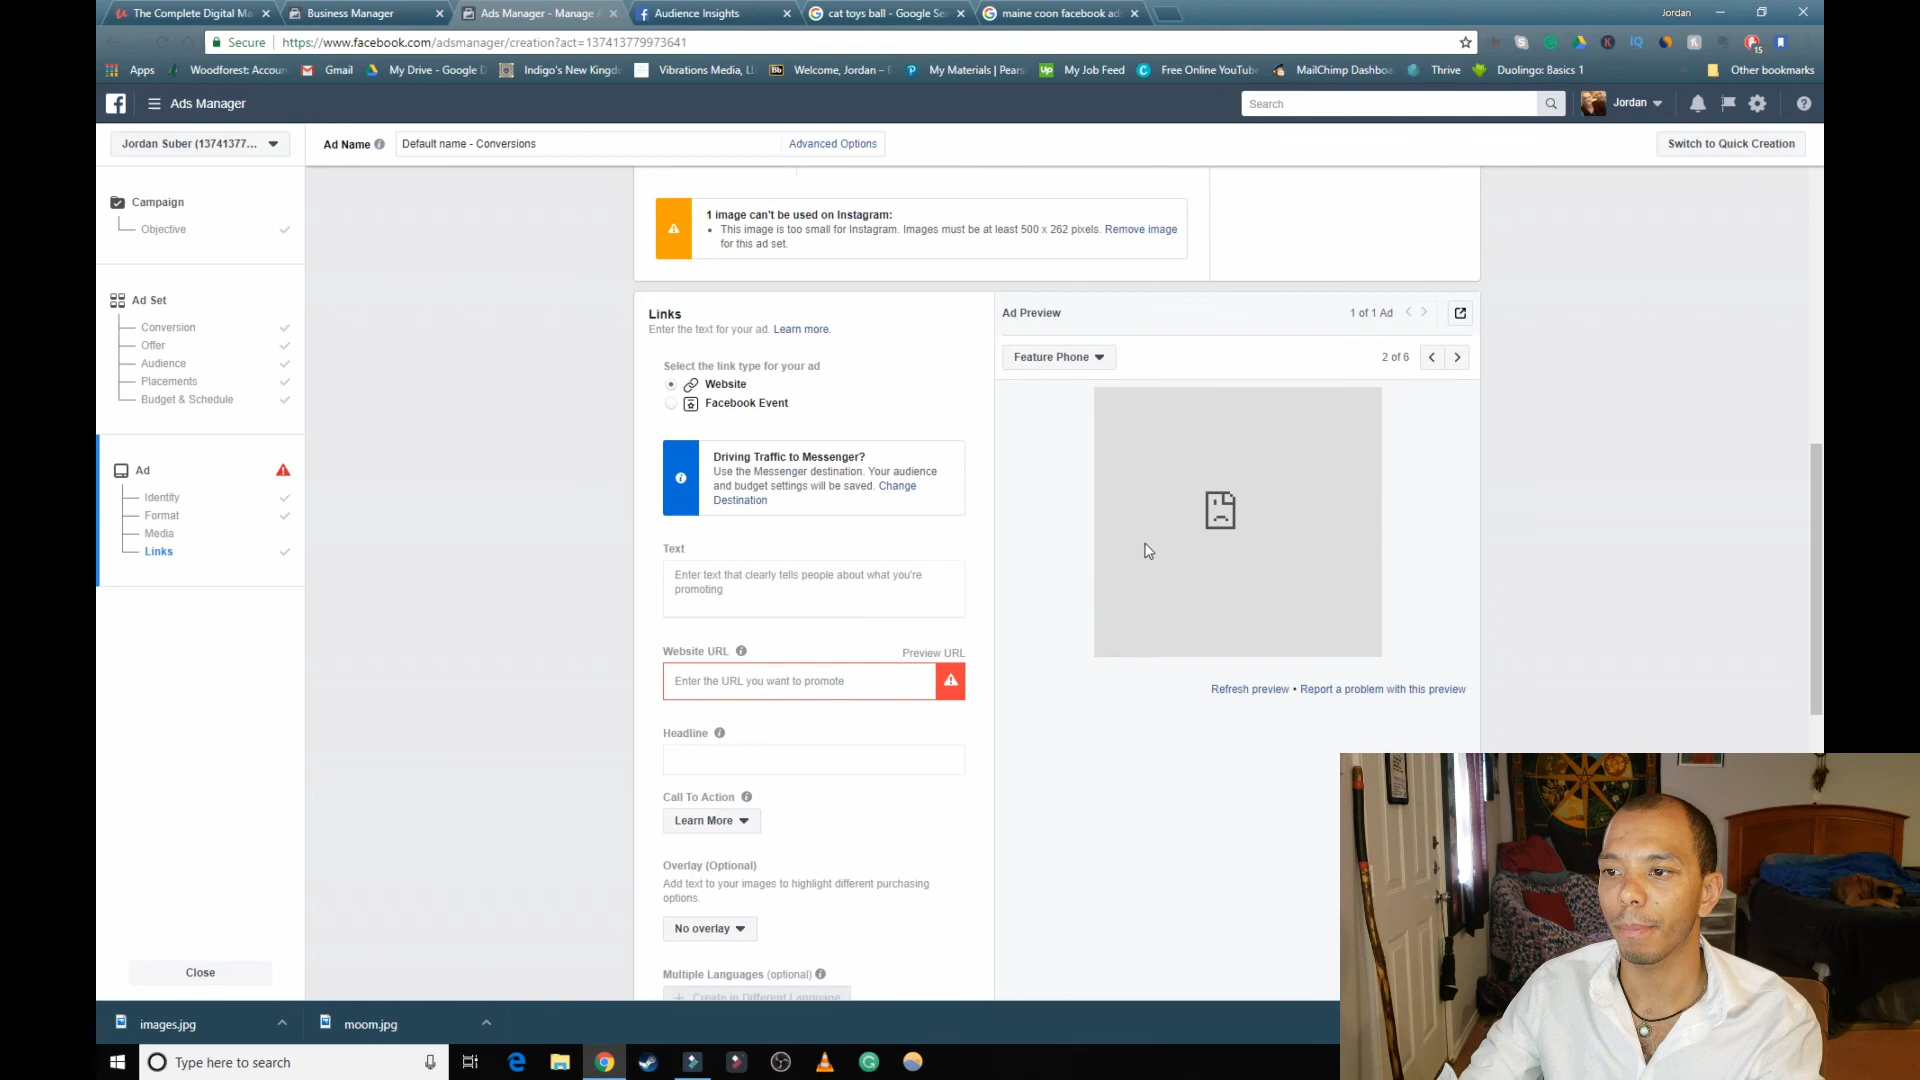 The Complete Digital Ma
Business Manager
Ads Manager - Manage A
Audience Insights
cat toys ball - Google Se
maine coon facebook ad
Jordan
Secure
https://www.facebook.com/adsmanager/creation?act=137413779973641
15
Apps
Woodforest: Accoun
Gmail
My Drive - Google D
Indigo's New Kingd
Vibrations Media, LL
Bb
Welcome, Jordan –
My Materials | Pears
My Job Feed
Free Online YouTube
MailChimp Dashboa
Thrive
Duolingo: Basics 1
Other bookmarks
Ads Manager
Search
Jordan
Jordan Suber (13741377...
Ad Name
Default name - Conversions
Advanced Options
Switch to Quick Creation
Campaign
Objective
Ad Set
Conversion
Offer
Audience
Placements
Budget & Schedule
Ad
Identity
Format
Media
Links
Close
1 image can't be used on Instagram:
This image is too small for Instagram. Images must be at least 500 x 262 pixels. Remove image
for this ad set.
Links
Enter the text for your ad. Learn more.
Select the link type for your ad
Website
Facebook Event
Driving Traffic to Messenger?
Use the Messenger destination. Your audience
and budget settings will be saved. Change
Destination
Text
Enter text that clearly tells people about what you're
promoting
Website URL
Preview URL
Enter the URL you want to promote
Headline
Call To Action
Learn More
Overlay (Optional)
Add text to your images to highlight different purchasing
options.
No overlay
Multiple Languages (optional)
+ Create in Different Language
Ad Preview
1 of 1 Ad
Feature Phone
2 of 6
Refresh preview • Report a problem with this preview
images.jpg
moom.jpg
Type here to search